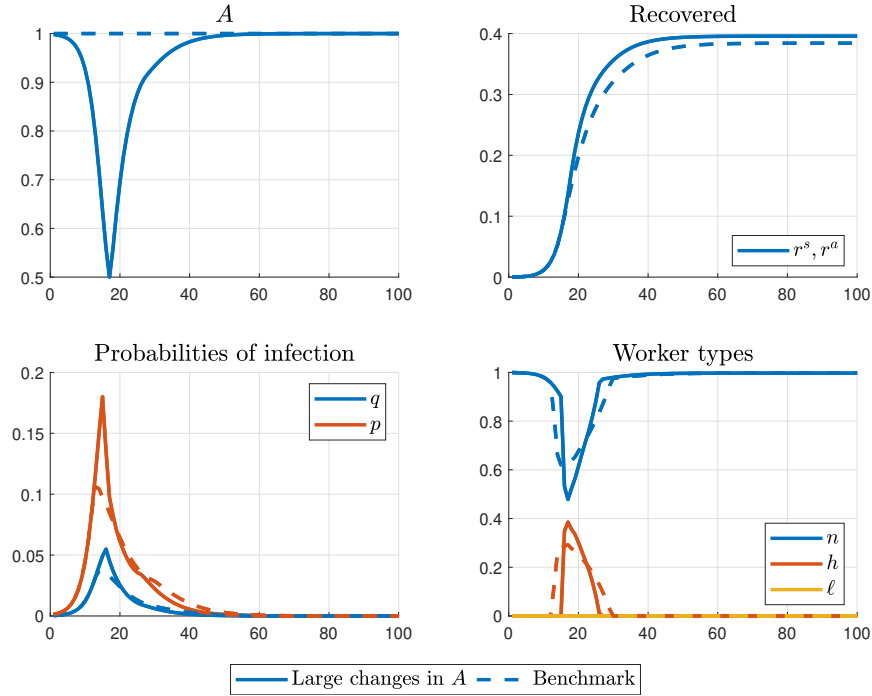 A
1
0.9
0.8
0.7
0.6
0.5
0 20 40 60 80 100
Recovered
0.4
0.3
0.2
0.1
0
r^s, r^a
0 20 40 60 80 100
Probabilities of infection
0.2
0.15
0.1
0.05
0
q
p
0 20 40 60 80 100
Worker types
1
0.8
0.6
0.4
0.2
0
n
h
ℓ
0 20 40 60 80 100
Large changes in A Benchmark